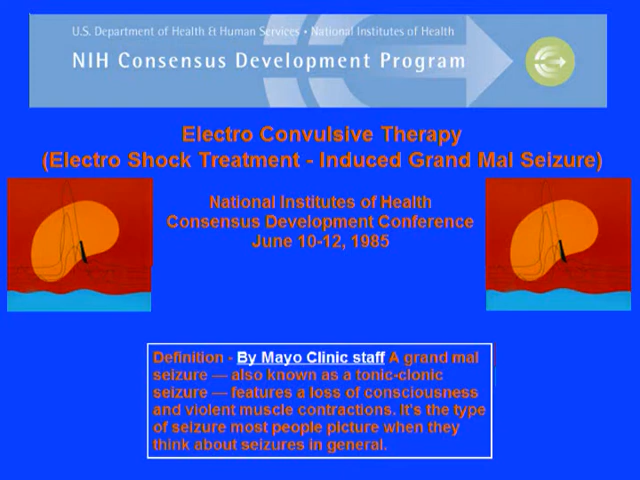 U.S. Department of Health & Human Services • National Institutes of Health
NIH Consensus Development Program
Electro Convulsive Therapy
(Electro Shock Treatment - Induced Grand Mal Seizure)
National Institutes of Health
Consensus Development Conference
June 10-12, 1985
Definition - By Mayo Clinic staff A grand mal
seizure — also known as a tonic-clonic
seizure — features a loss of consciousness
and violent muscle contractions. It's the type
of seizure most people picture when they
think about seizures in general.